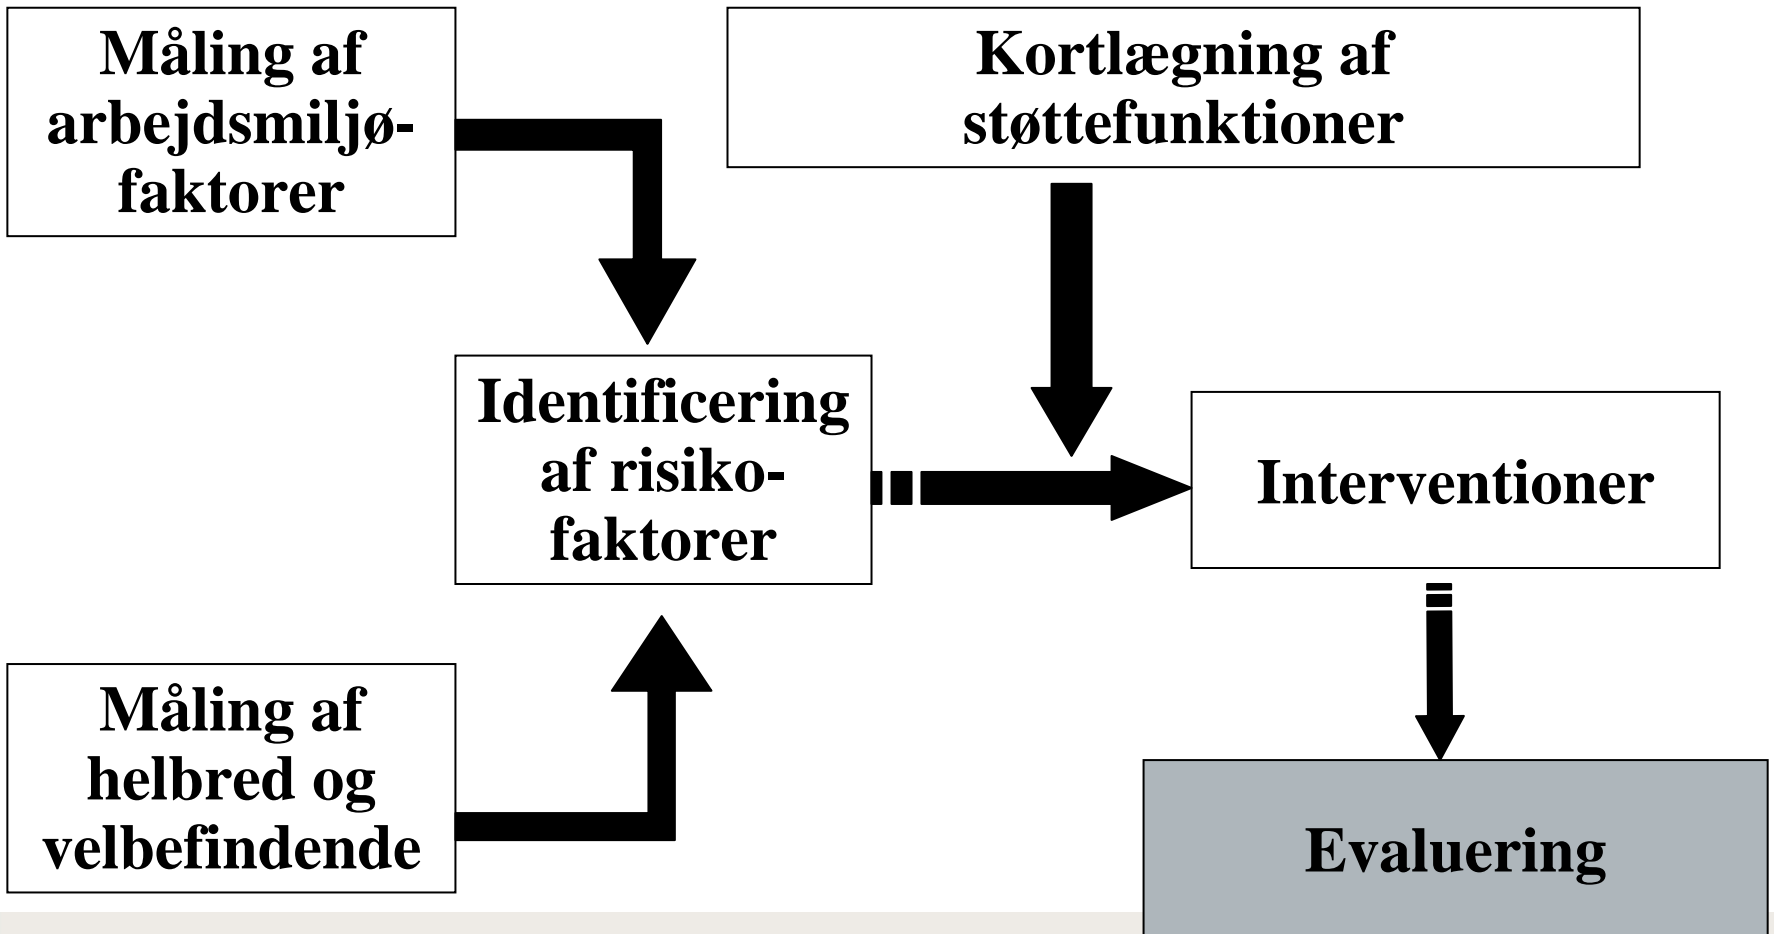 Måling af
arbejdsmiljø-
faktorer
Kortlægning af
støttefunktioner
Identificering
af risiko-
faktorer
Interventioner
Måling af
helbred og
velbefindende
Evaluering